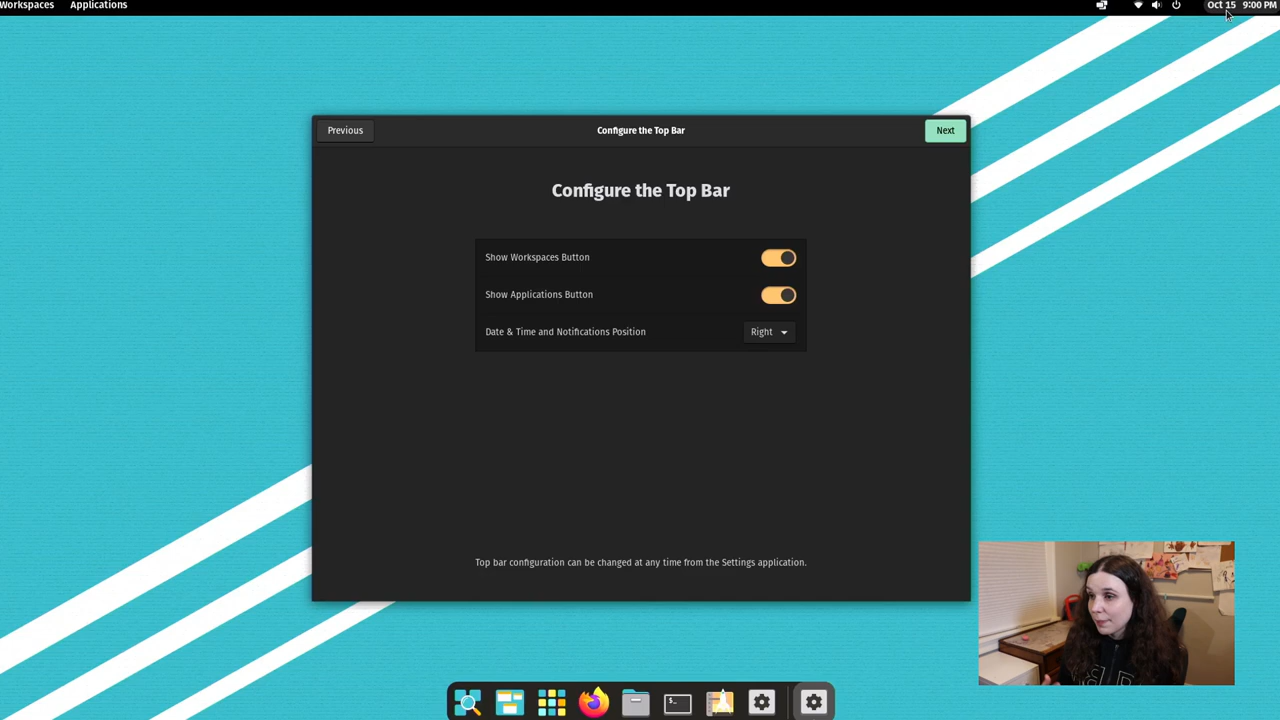 Workspaces Applications Oct 15 9:00 PM
Previous Configure the Top Bar Next
Configure the Top Bar
Show Workspaces Button
Show Applications Button
Date & Time and Notifications Position Right
Top bar configuration can be changed at any time from the Settings application.
$_